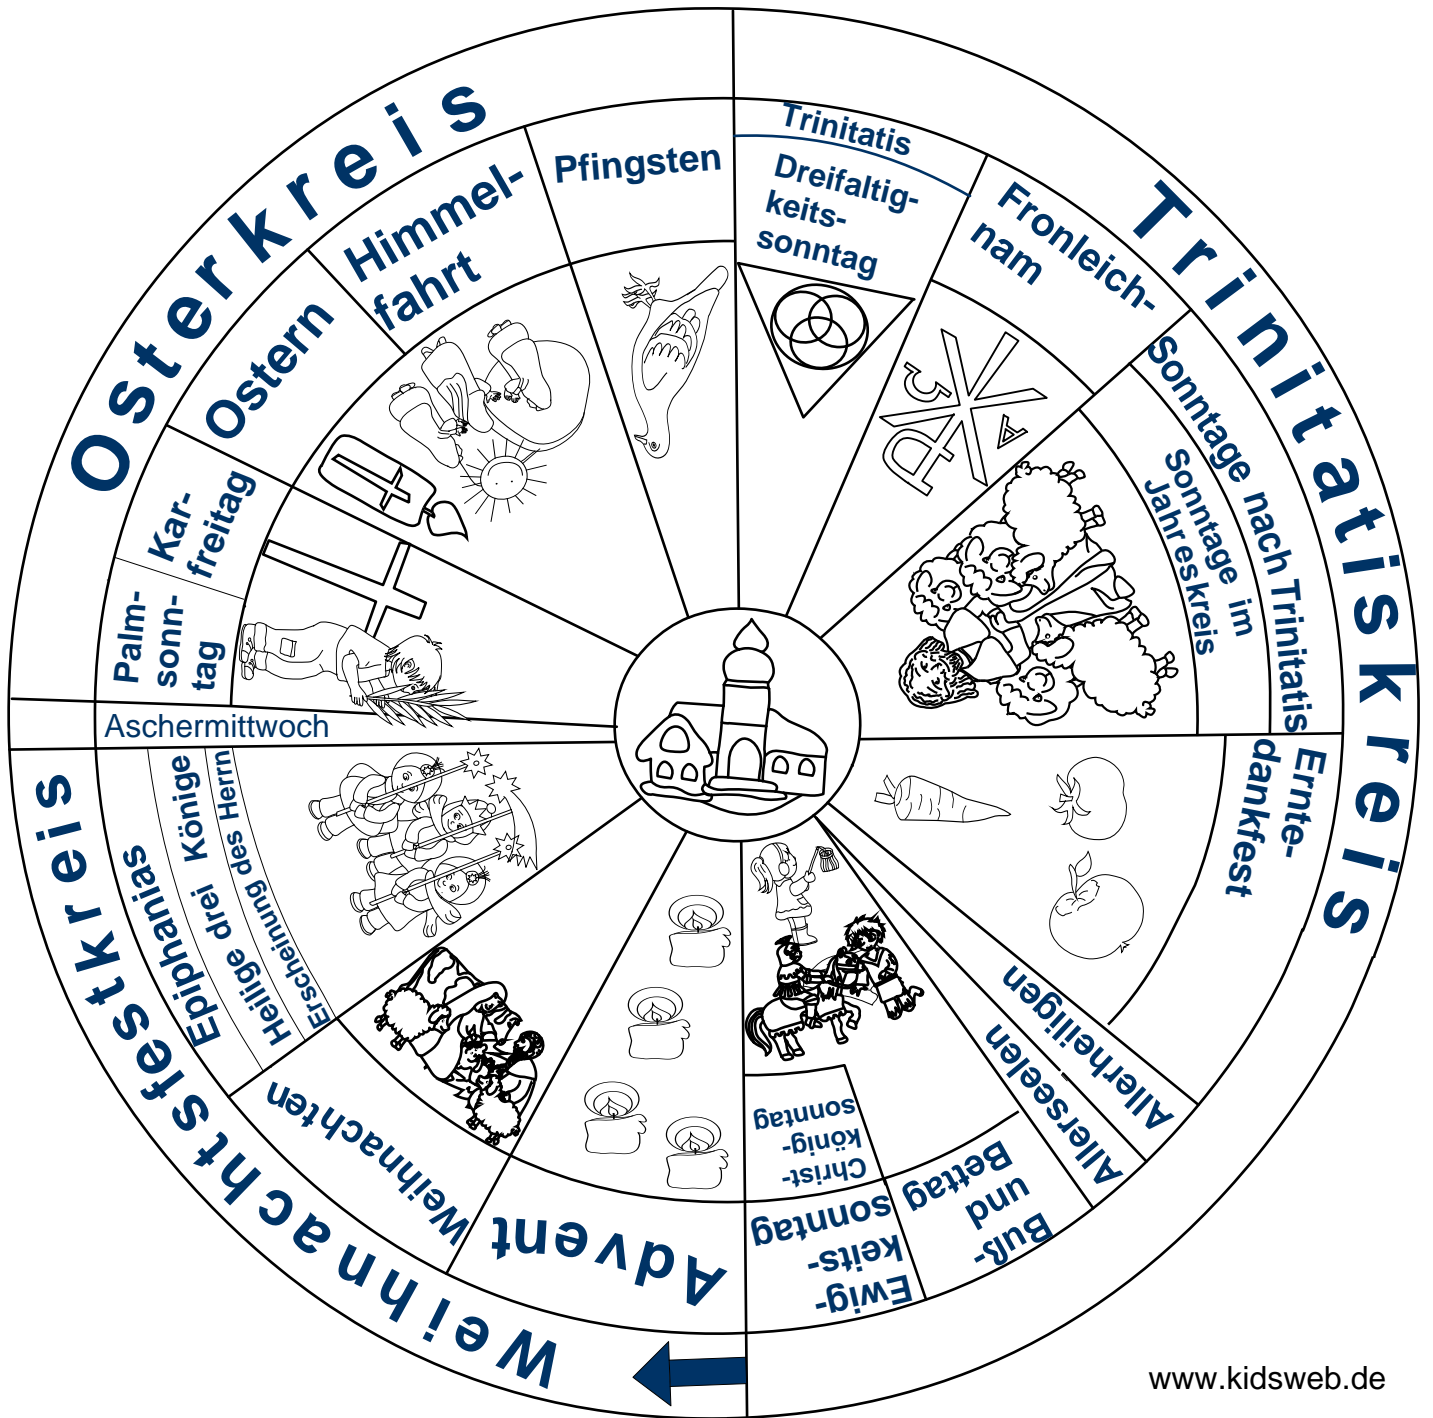 Osterkreis
Trinitatiskreis
Weihnachtsfestkreis
Advent
Weihnachten
Epiphanias
Heilige drei Könige
Erscheinung des Herrn
Aschermittwoch
Palm-
sonn-
tag
Kar-
freitag
Ostern
Himmel-
fahrt
Pfingsten
Trinitatis
Dreifaltig-
keits-
sonntag
Fronleich-
nam
Sonntage nach Trinitatis
Sonntage im
Jahreskreis
Ernte-
dankfest
Allerheiligen
Allerseelen
Buß-
und
Bettag
Ewig-
keits-
sonntag
Christ-
könig-
sonntag
A
Ω
www.kidsweb.de